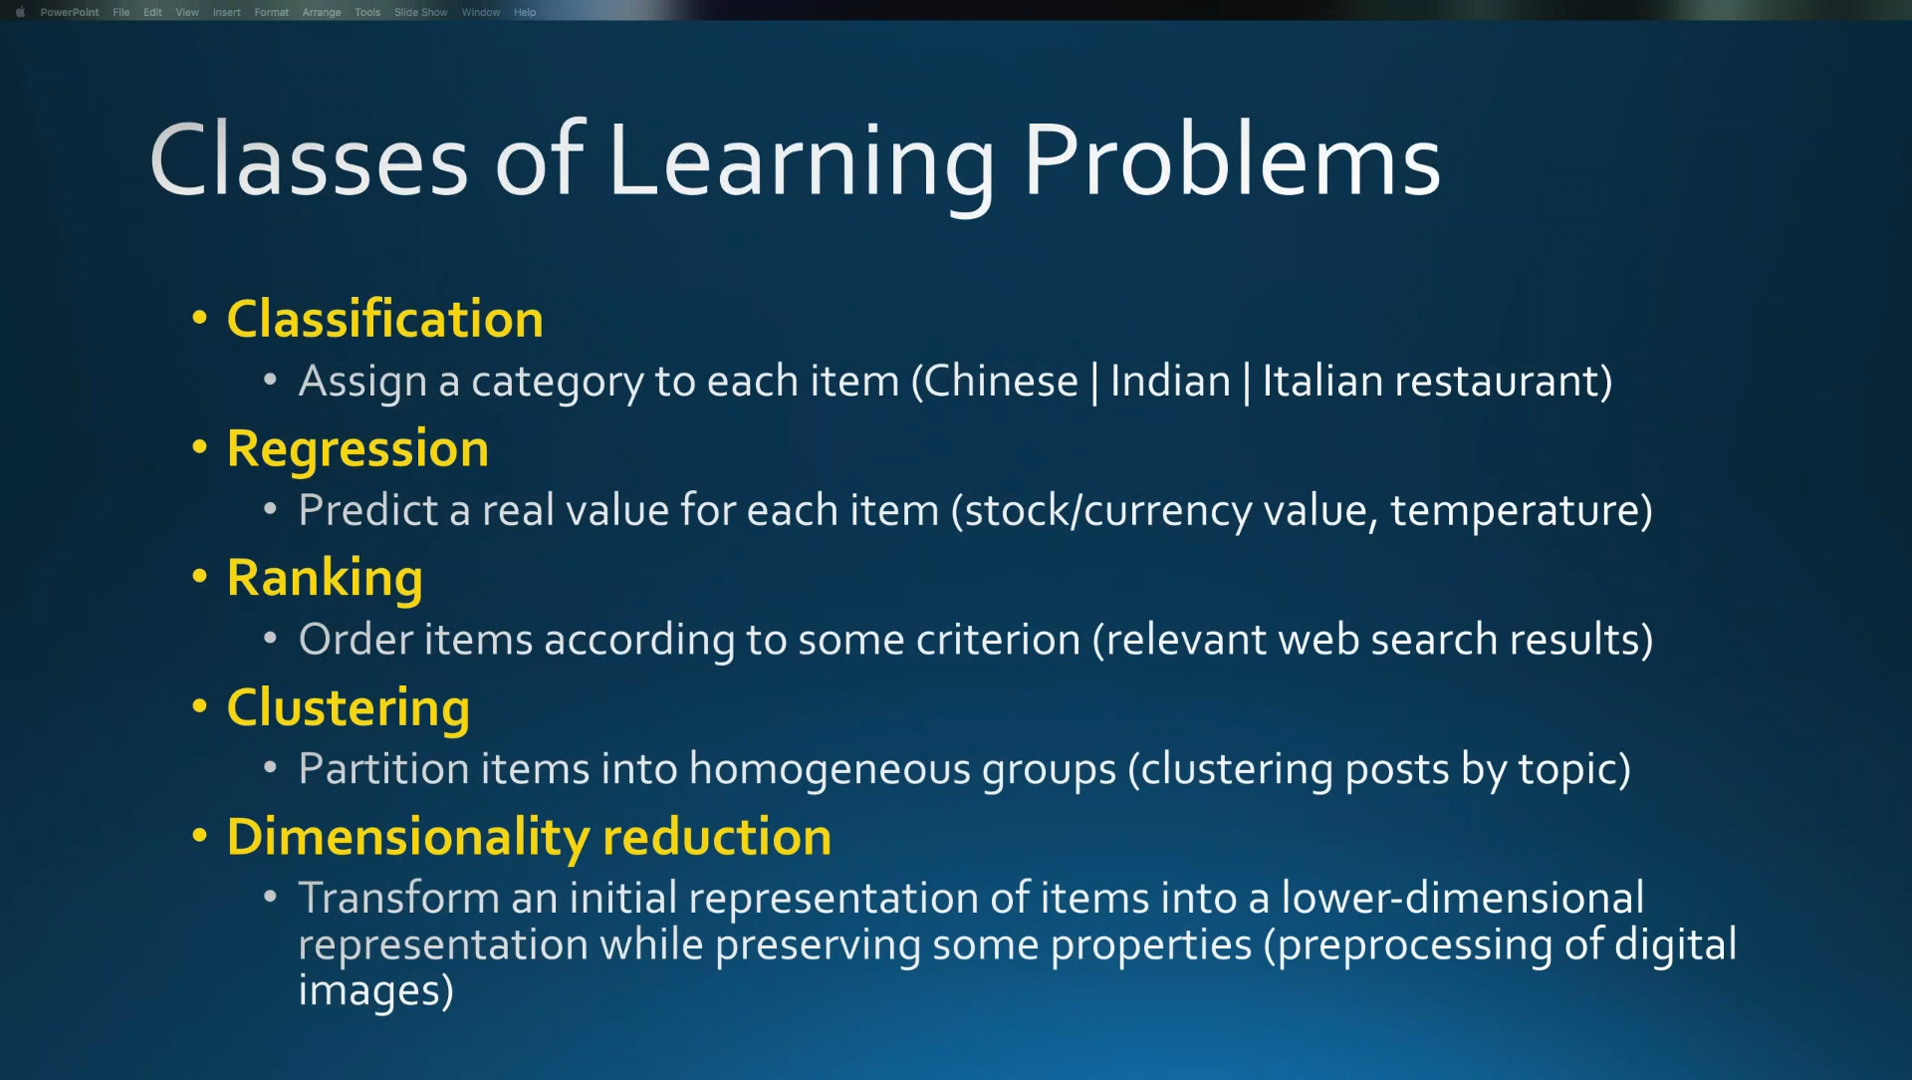 PowerPoint File Edit View Insert Format Arrange Tools Slide Show Window Help
Classes of Learning Problems
• Classification
• Assign a category to each item (Chinese | Indian | Italian restaurant)
• Regression
• Predict a real value for each item (stock/currency value, temperature)
• Ranking
• Order items according to some criterion (relevant web search results)
• Clustering
• Partition items into homogeneous groups (clustering posts by topic)
• Dimensionality reduction
• Transform an initial representation of items into a lower-dimensional
representation while preserving some properties (preprocessing of digital
images)